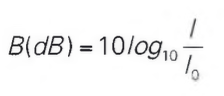 B(dB) = 10log₁₀ I/I₀